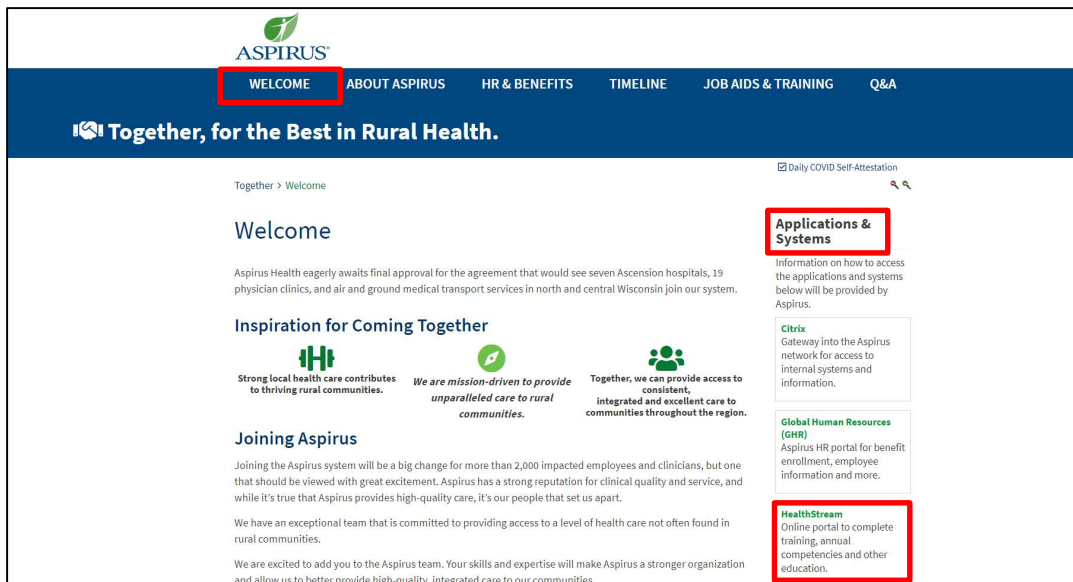 ASPIRUS®
WELCOME ABOUT ASPIRUS HR & BENEFITS TIMELINE JOB AIDS & TRAINING Q&A
Together, for the Best in Rural Health.
Daily COVID Self-Attestation
Together > Welcome
Welcome
Aspirus Health eagerly awaits final approval for the agreement that would see seven Ascension hospitals, 19
physician clinics, and air and ground medical transport services in north and central Wisconsin join our system.
Inspiration for Coming Together
Strong local health care contributes
to thriving rural communities.
We are mission-driven to provide
unparalleled care to rural
communities.
Together, we can provide access to
consistent,
integrated and excellent care to
communities throughout the region.
Joining Aspirus
Joining the Aspirus system will be a big change for more than 2,000 impacted employees and clinicians, but one
that should be viewed with great excitement. Aspirus has a strong reputation for clinical quality and service, and
while it's true that Aspirus provides high-quality care, it's our people that set us apart.
We have an exceptional team that is committed to providing access to a level of health care not often found in
rural communities.
We are excited to add you to the Aspirus team. Your skills and expertise will make Aspirus a stronger organization
and allow us to better provide high-quality, integrated care to our communities.
Applications &
Systems
Information on how to access
the applications and systems
below will be provided by
Aspirus.
Citrix
Gateway into the Aspirus
network for access to
internal systems and
information.
Global Human Resources
(GHR)
Aspirus HR portal for benefit
enrollment, employee
information and more.
HealthStream
Online portal to complete
training, annual
competencies and other
education.